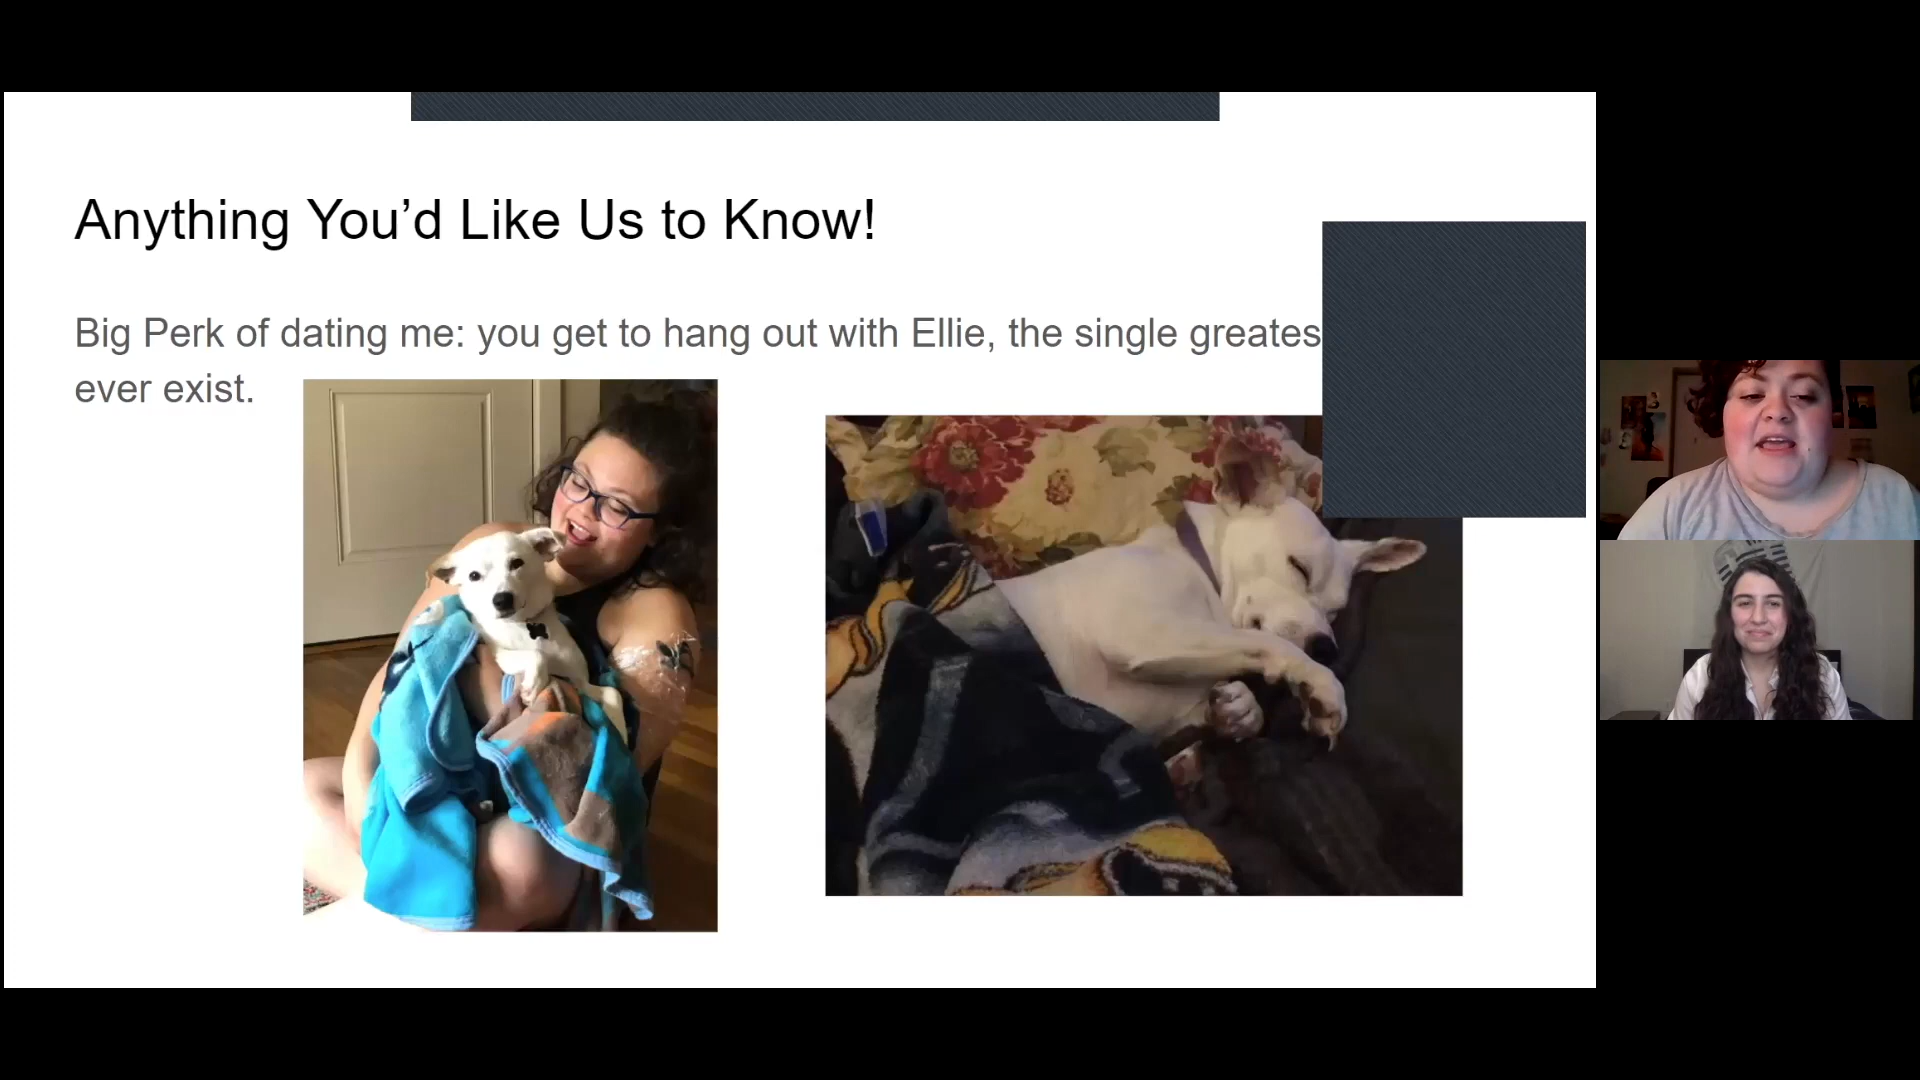 Anything You’d Like Us to Know!
Big Perk of dating me: you get to hang out with Ellie, the single greates
ever exist.